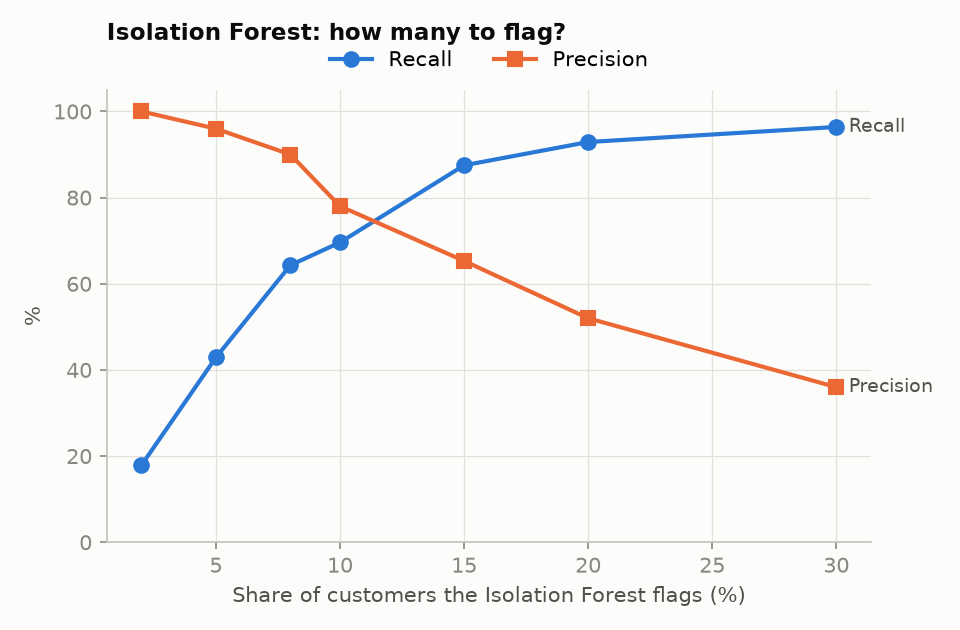 Isolation Forest: how many to flag?
Recall
Precision
100
80
60
40
20
0
%
Recall
Precision
5
10
15
20
25
30
Share of customers the Isolation Forest flags (%)